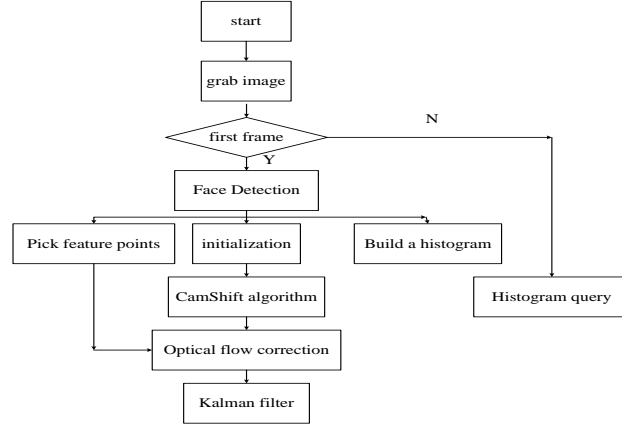 start
grab image
first frame
N
Y
Face Detection
Pick feature points
initialization
Build a histogram
CamShift algorithm
Histogram query
Optical flow correction
Kalman filter